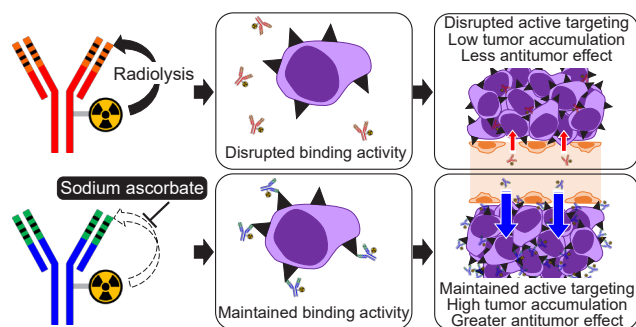 Radiolysis
Disrupted binding activity
Disrupted active targeting
Low tumor accumulation
Less antitumor effect
Sodium ascorbate
Maintained binding activity
Maintained active targeting
High tumor accumulation
Greater antitumor effect